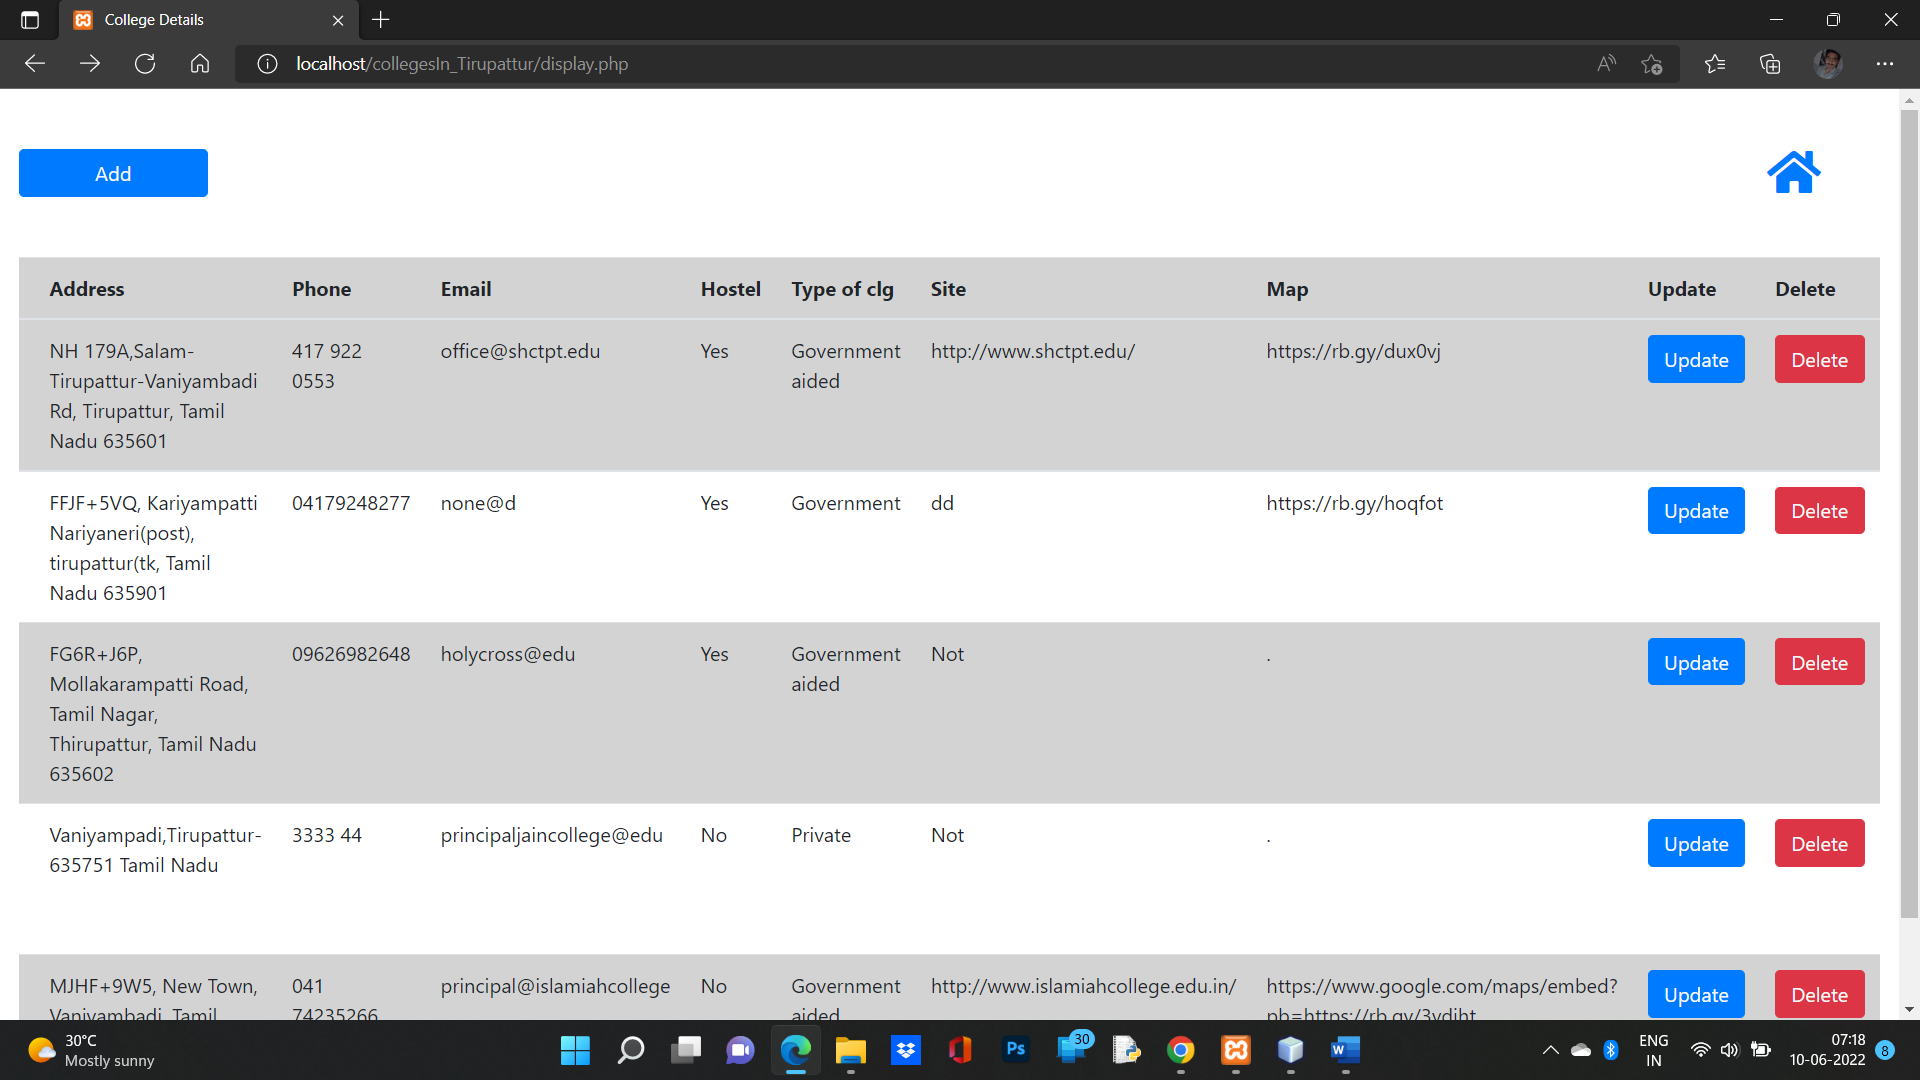 College Details
localhost/collegesIn_Tirupattur/display.php
Add
Address Phone Email Hostel Type of clg Site Map Update Delete
NH 179A,Salam- 417 922 office@shctpt.edu Yes Government http://www.shctpt.edu/ https://rb.gy/dux0vj Update Delete
Tirupattur-Vaniyambadi 0553 aided
Rd, Tirupattur, Tamil
Nadu 635601
FFJF+5VQ, Kariyampatti 04179248277 none@d Yes Government dd https://rb.gy/hoqfot Update Delete
Nariyaneri(post),
tirupattur(tk, Tamil
Nadu 635901
FG6R+J6P, 09626982648 holycross@edu Yes Government Not . Update Delete
Mollakarampatti Road, aided
Tamil Nagar,
Thirupattur, Tamil Nadu
635602
Vaniyampadi,Tirupattur- 3333 44 principaljaincollege@edu No Private Not . Update Delete
635751 Tamil Nadu
MJHF+9W5, New Town, 041 principal@islamiahcollege No Government http://www.islamiahcollege.edu.in/ https://www.google.com/maps/embed? Update Delete
Vaniyambadi, Tamil 74235266 aided pb=https://rb.gy/3vdiht
30°C
Mostly sunny
Ps
30
W
ENG
IN
07:18
10-06-2022
8